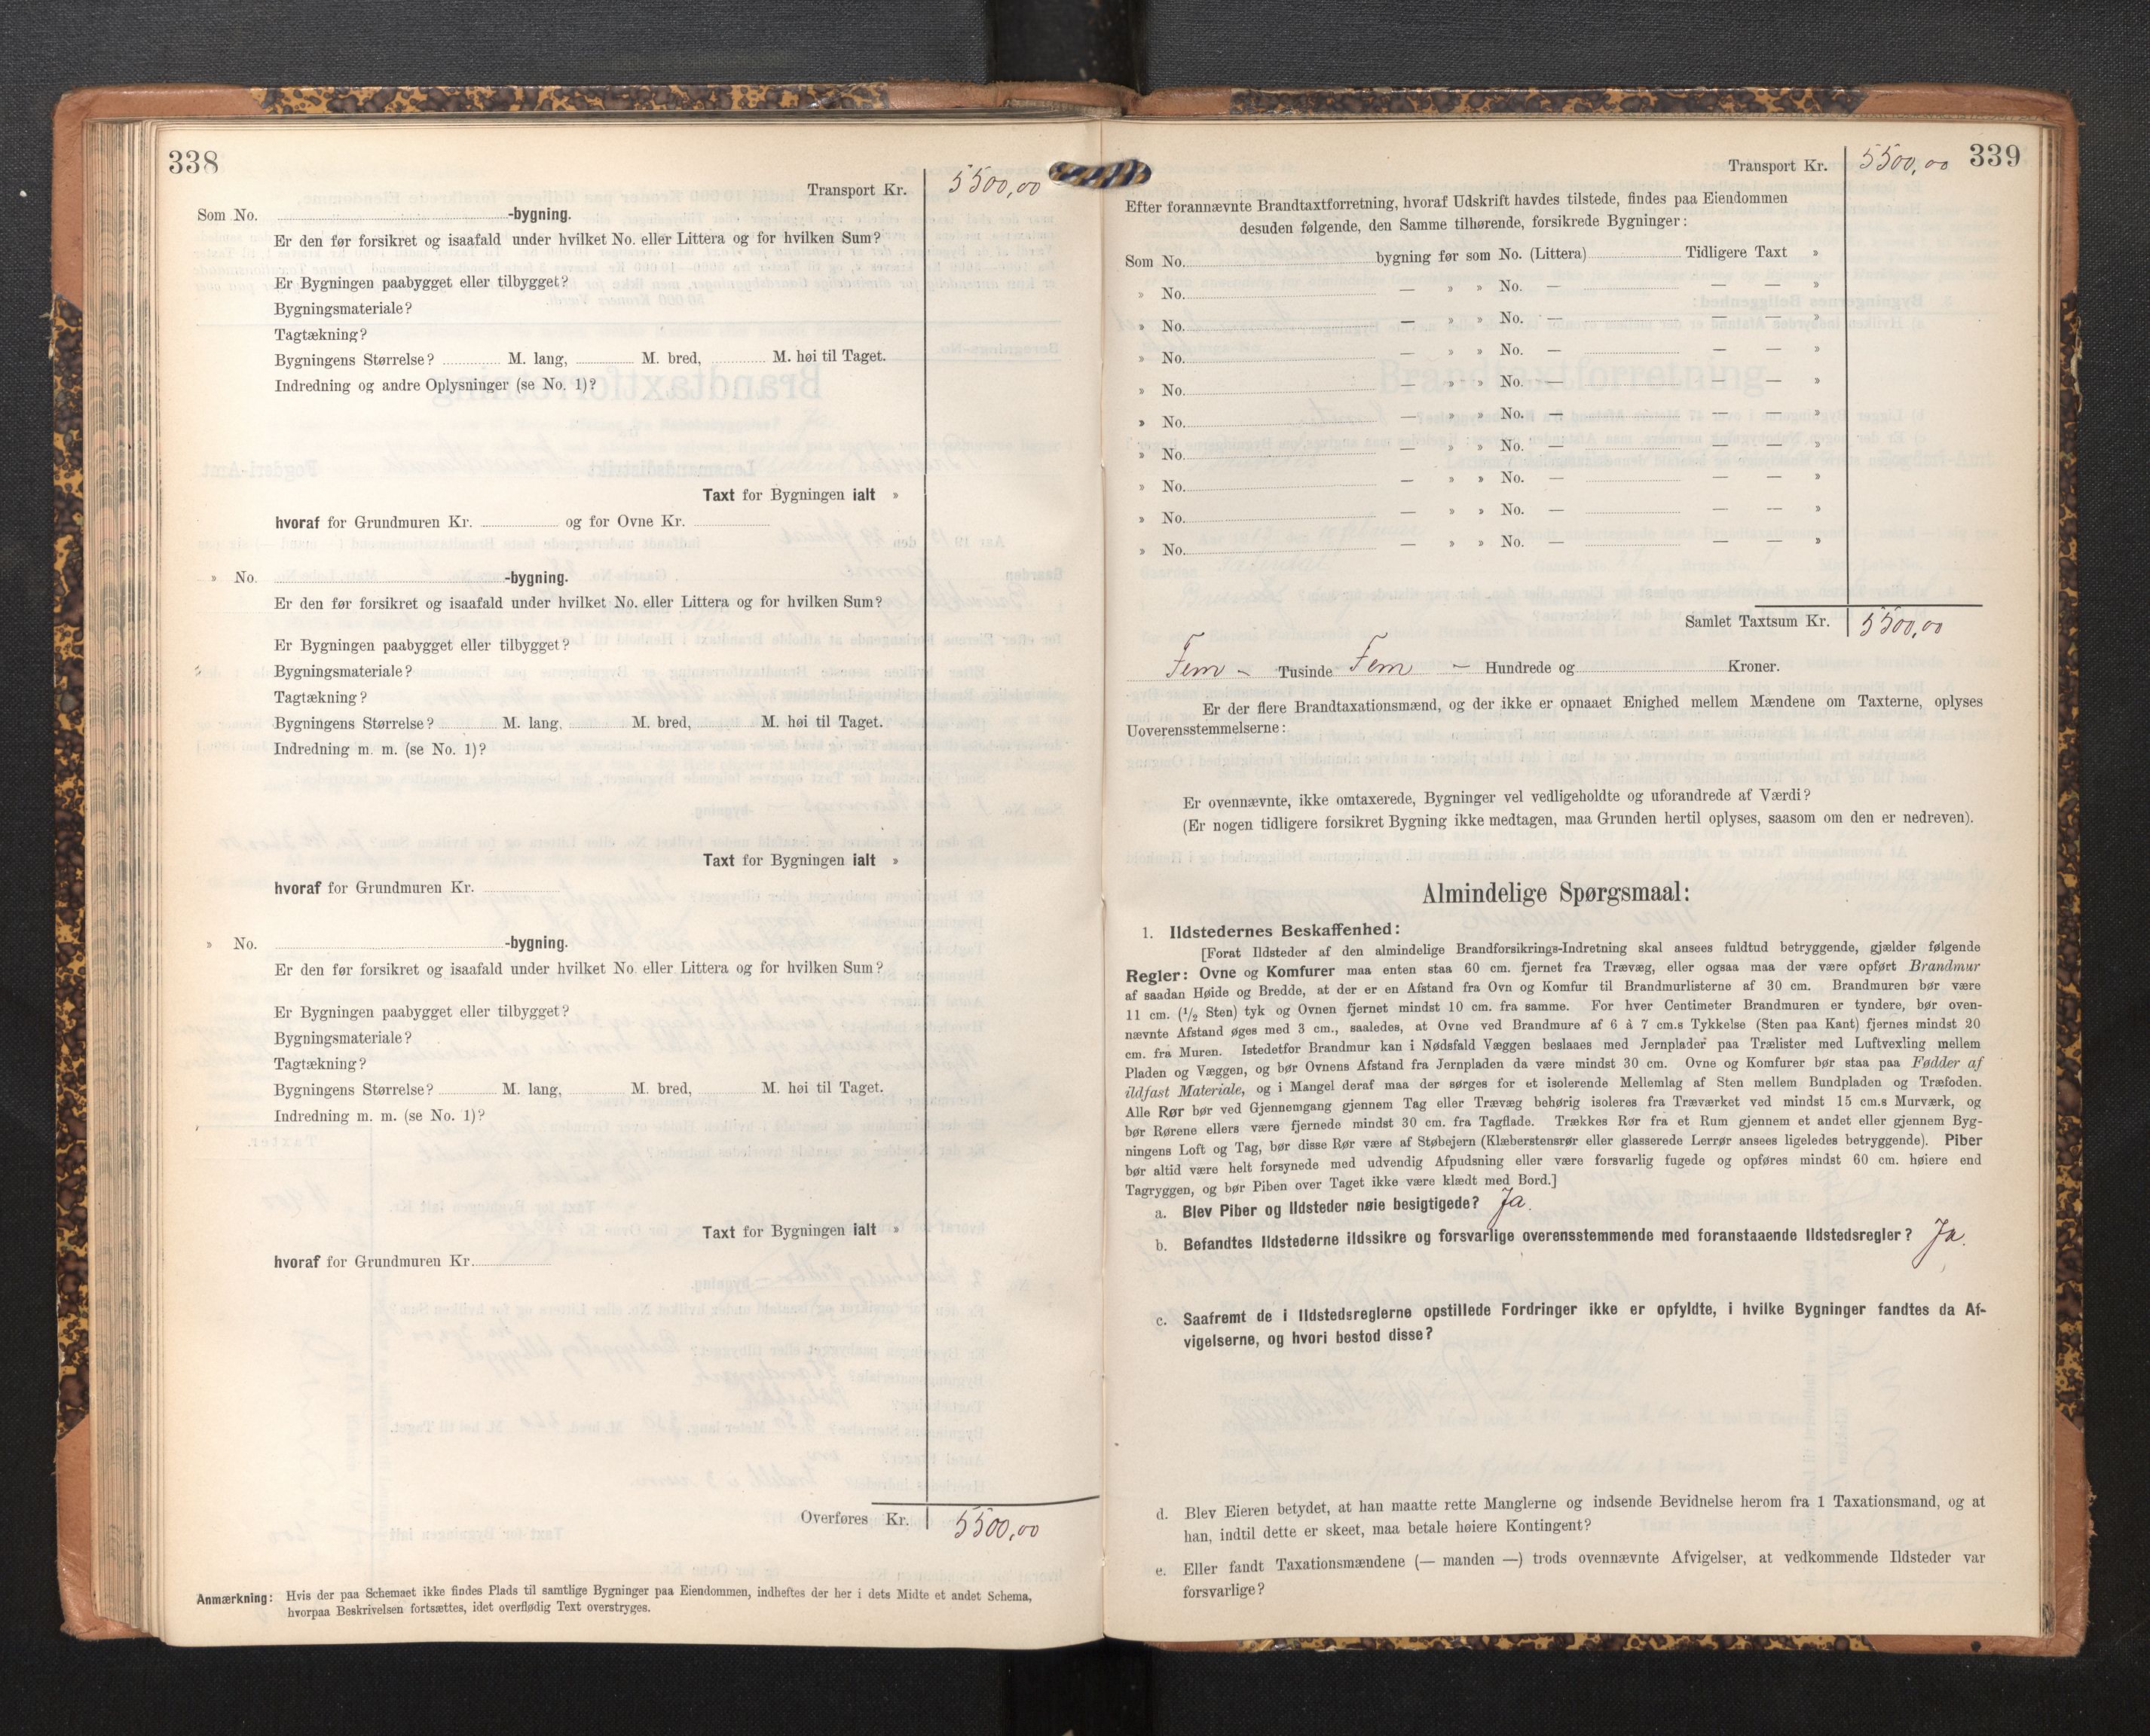 338
Transport Kr. 5500,00
Som No. -bygning.
Er den før forsikret og isaafald under hvilket No. eller Littera og for hvilken Sum?
Er Bygningen paabygget eller tilbygget?
Bygningsmateriale?
Tagtækning?
Bygningens Størrelse? M. lang, M. bred, M. høi til Taget.
Indredning og andre Oplysninger (se No. 1)?
Taxt for Bygningen ialt »
hvoraf for Grundmuren Kr. og for Ovne Kr.
» No. -bygning.
Er den før forsikret og isaafald under hvilket No. eller Littera og for hvilken Sum?
Er Bygningen paabygget eller tilbygget?
Bygningsmateriale?
Tagtækning?
Bygningens Størrelse? M. lang, M. bred, M. høi til Taget.
Indredning m. m. (se No. 1)?
Taxt for Bygningen ialt »
hvoraf for Grundmuren Kr.
» No. -bygning.
Er den før forsikret og isaafald under hvilket No. eller Littera og for hvilken Sum?
Er Bygningen paabygget eller tilbygget?
Bygningsmateriale?
Tagtækning?
Bygningens Størrelse? M. lang, M. bred, M. høi til Taget.
Indredning m. m. (se No. 1)?
Taxt for Bygningen ialt »
hvoraf for Grundmuren Kr.
Overføres Kr. 5500,00
Anmærkning: Hvis der paa Schemaet ikke findes Plads til samtlige Bygninger paa Eiendommen, indheftes der her i dets Midte et andet Schema,
hvorpaa Beskrivelsen fortsættes, idet overflødig Text overstryges.
339
Transport Kr. 5500,00
Efter forannævnte Brandtaxtforretning, hvoraf Udskrift havdes tilstede, findes paa Eiendommen
desuden følgende, den Samme tilhørende, forsikrede Bygninger:
Som No. bygning før som No. (Littera) Tidligere Taxt »
» No. — » » No. — — — »
» No. — » » No. — — — »
» No. — » » No. — — — »
» No. — » » No. — — — »
» No. — » » No. — — — »
» No. — » » No. — — — »
» No. — » » No. — — — »
» No. — » » No. — — — »
» No. — » » No. — — — »
Samlet Taxtsum Kr. 5500,00
Fem – Tusinde Fem – Hundrede og Kroner.
Er der flere Brandtaxationsmænd, og der ikke er opnaaet Enighed mellem Mændene om Taxterne, oplyses
Uoverensstemmelserne:
Er ovennævnte, ikke omtaxerede, Bygninger vel vedligeholdte og uforandrede af Værdi?
(Er nogen tidligere forsikret Bygning ikke medtagen, maa Grunden hertil oplyses, saasom om den er nedreven).
Almindelige Spørgsmaal:
1. Ildstedernes Beskaffenhed:
[Forat Ildsteder af den almindelige Brandforsikrings-Indretning skal ansees fuldtud betryggende, gjælder følgende
Regler: Ovne og Komfurer maa enten staa 60 cm. fjernet fra Trævæg, eller ogsaa maa der være opført Brandmur
af saadan Høide og Bredde, at der er en Afstand fra Ovn og Komfur til Brandmurlisterne af 30 cm. Brandmuren bør være
11 cm. (1/2 Sten) tyk og Ovnen fjernet mindst 10 cm. fra samme. For hver Centimeter Brandmuren er tyndere, bør oven-
nævnte Afstand øges med 3 cm., saaledes, at Ovne ved Brandmure af 6 à 7 cm.s Tykkelse (Sten paa Kant) fjernes mindst 20
cm. fra Muren. Istedetfor Brandmur kan i Nødsfald Væggen beslaaes med Jernplader paa Trælister med Luftvexling mellem
Pladen og Væggen, og bør Ovnens Afstand fra Jernpladen da være mindst 30 cm. Ovne og Komfurer bør staa paa Fødder af
ildfast Materiale, og i Mangel deraf maa der sørges for et isolerende Mellemlag af Sten mellem Bundpladen og Træfoden.
Alle Rør bør ved Gjennemgang gjennem Tag eller Trævæg behørig isoleres fra Træværket ved mindst 15 cm.s Murværk, og
bør Rørene ellers være fjernede mindst 30 cm. fra Tagflade. Trækkes Rør fra et Rum gjennem et andet eller gjennem Byg-
ningens Loft og Tag, bør disse Rør være af Støbejern (Klæberstensrør eller glasserede Lerrør ansees ligeledes betryggende). Piber
bør altid være helt forsynede med udvendig Afpudsning eller være forsvarlig fugede og opføres mindst 60 cm. høiere end
Tagryggen, og bør Piben over Taget ikke være klædt med Bord.]
a. Blev Piber og Ildsteder nøie besigtigede? Ja.
b. Befandtes Ildstederne ildssikre og forsvarlige overensstemmende med foranstaaende Ildstedsregler? Ja.
c. Saafremt de i Ildstedsreglerne opstillede Fordringer ikke er opfyldte, i hvilke Bygninger fandtes da Af-
vigelserne, og hvori bestod disse?
d. Blev Eieren betydet, at han maatte rette Manglerne og indsende Bevidnelse herom fra 1 Taxationsmand, og at
han, indtil dette er skeet, maa betale høiere Kontingent?
e. Eller fandt Taxationsmændene (— manden —) trods ovennævnte Afvigelser, at vedkommende Ildsteder var
forsvarlige?